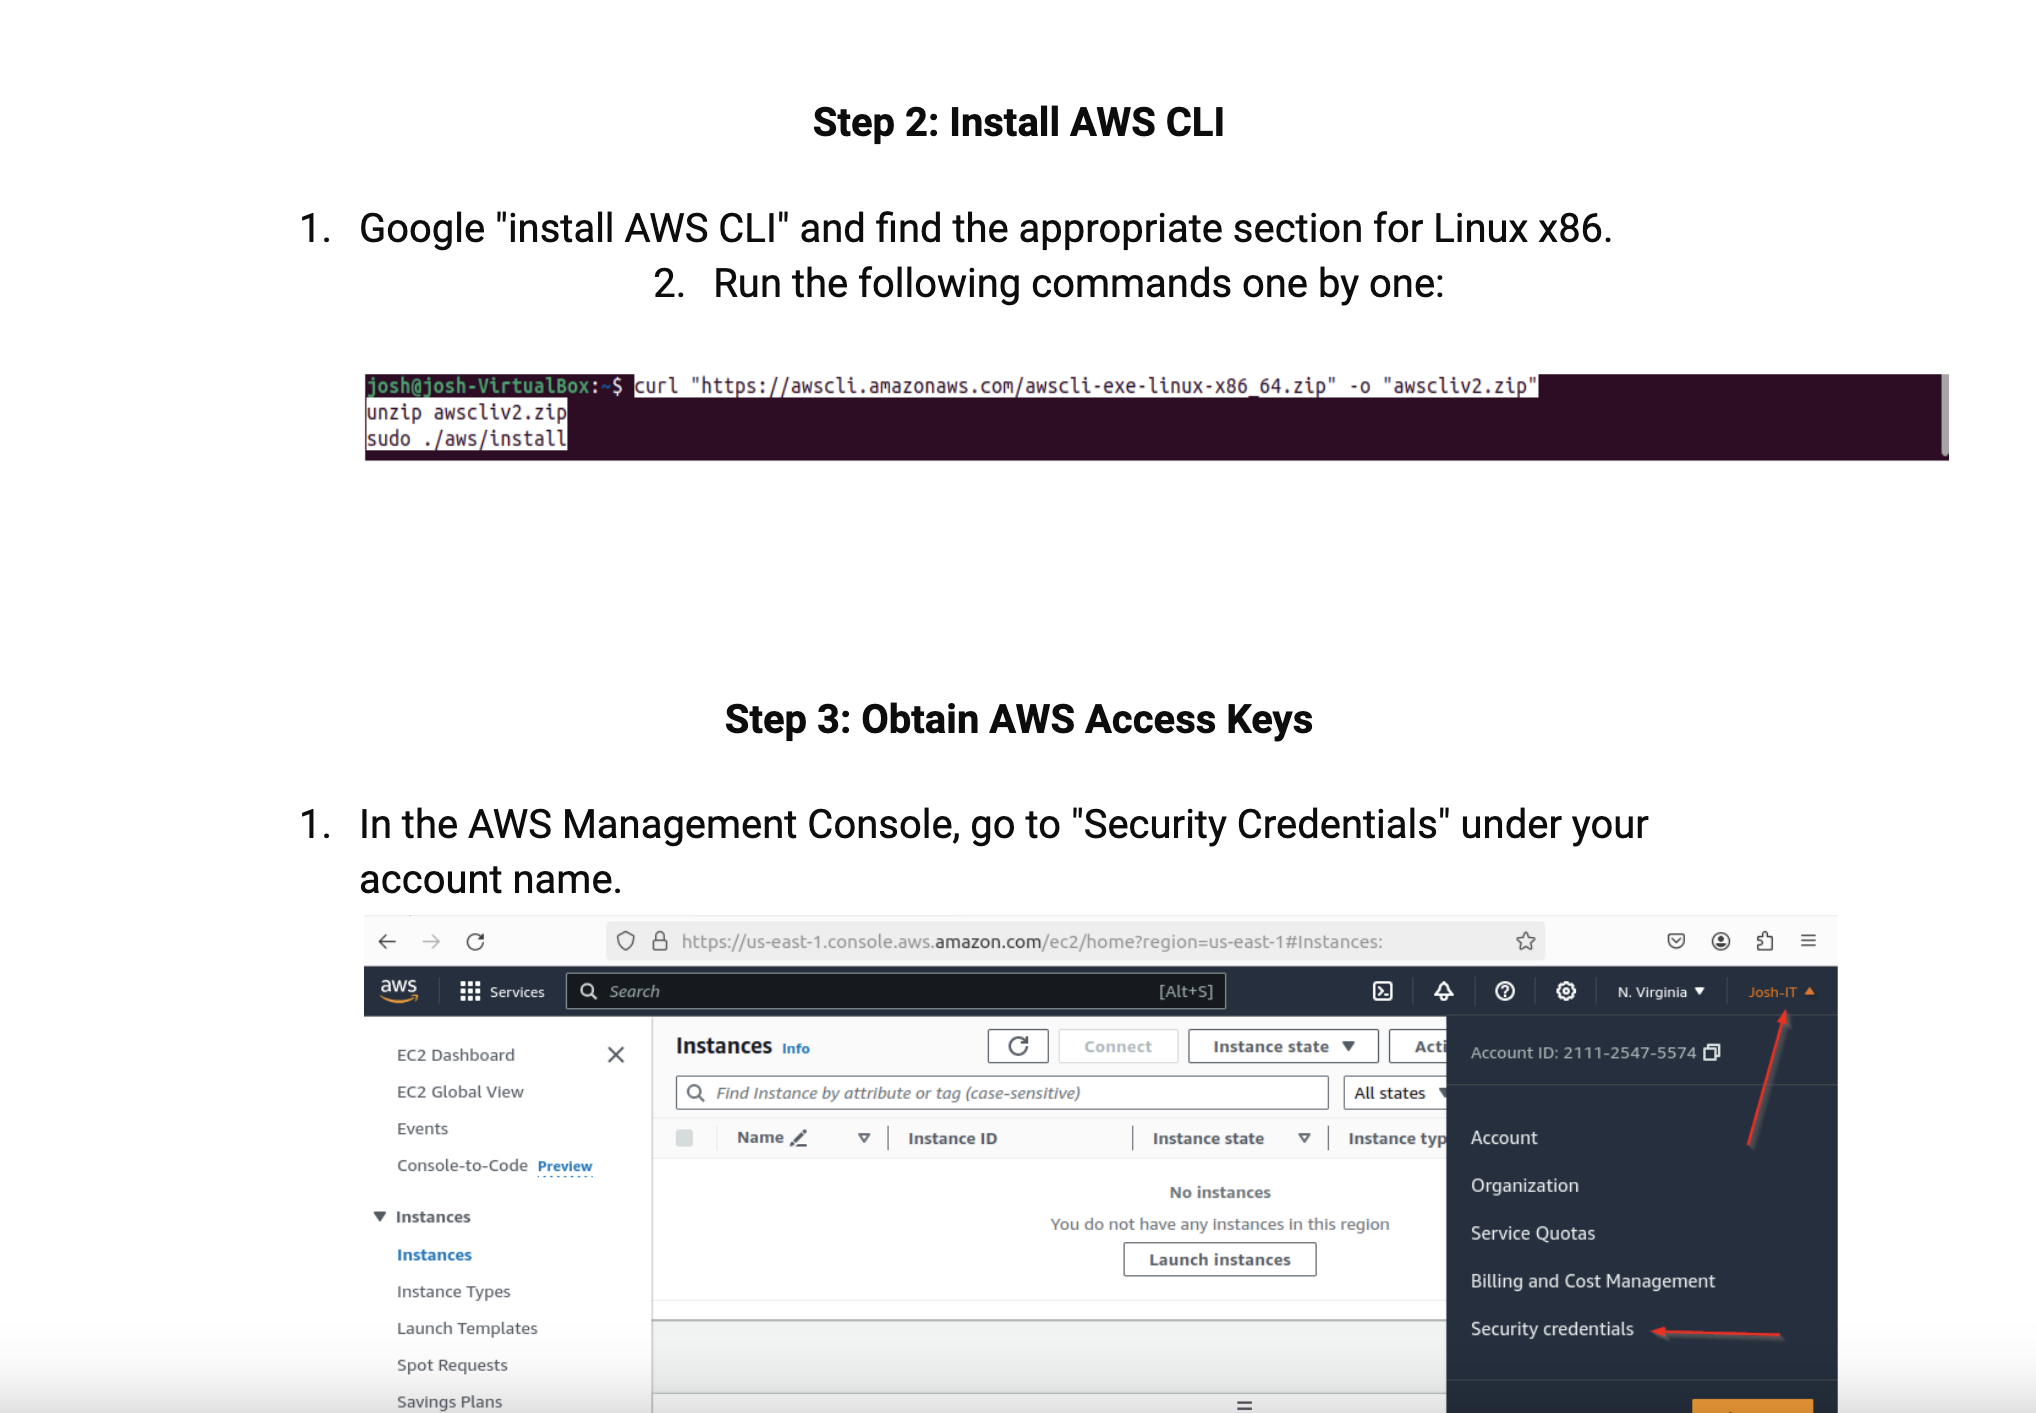 Step 2: Install AWS CLI
1. Google "install AWS CLI" and find the appropriate section for Linux x86.
2. Run the following commands one by one:
josh@josh-VirtualBox:~$ curl "https://awscli.amazonaws.com/awscli-exe-linux-x86_64.zip" -o "awscliv2.zip"
unzip awscliv2.zip
sudo ./aws/install
Step 3: Obtain AWS Access Keys
1. In the AWS Management Console, go to "Security Credentials" under your
account name.
https://us-east-1.console.aws.amazon.com/ec2/home?region=us-east-1#Instances:
aws Services Search [Alt+S] N. Virginia Josh-IT
EC2 Dashboard
EC2 Global View
Events
Console-to-Code Preview
Instances
Instances
Instance Types
Launch Templates
Spot Requests
Savings Plans
Instances Info Connect Instance state Acti
Find Instance by attribute or tag (case-sensitive) All states
Name Instance ID Instance state Instance typ
No instances
You do not have any instances in this region
Launch instances
Account ID: 2111-2547-5574
Account
Organization
Service Quotas
Billing and Cost Management
Security credentials